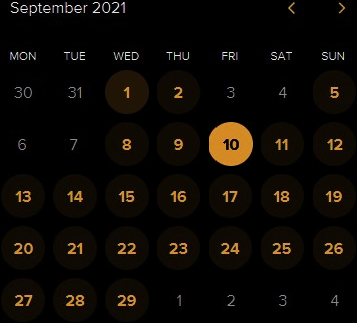 September 2021
MON TUE WED THU FRI SAT SUN
30 31 1 2 3 4 5
6 7 8 9 10 11 12
13 14 15 16 17 18 19
20 21 22 23 24 25 26
27 28 29 1 2 3 4